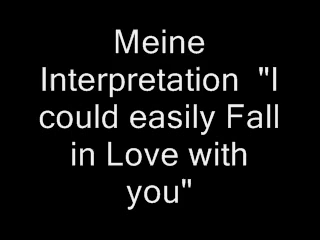 Meine
Interpretation  "I
could easily Fall
in Love with
you"